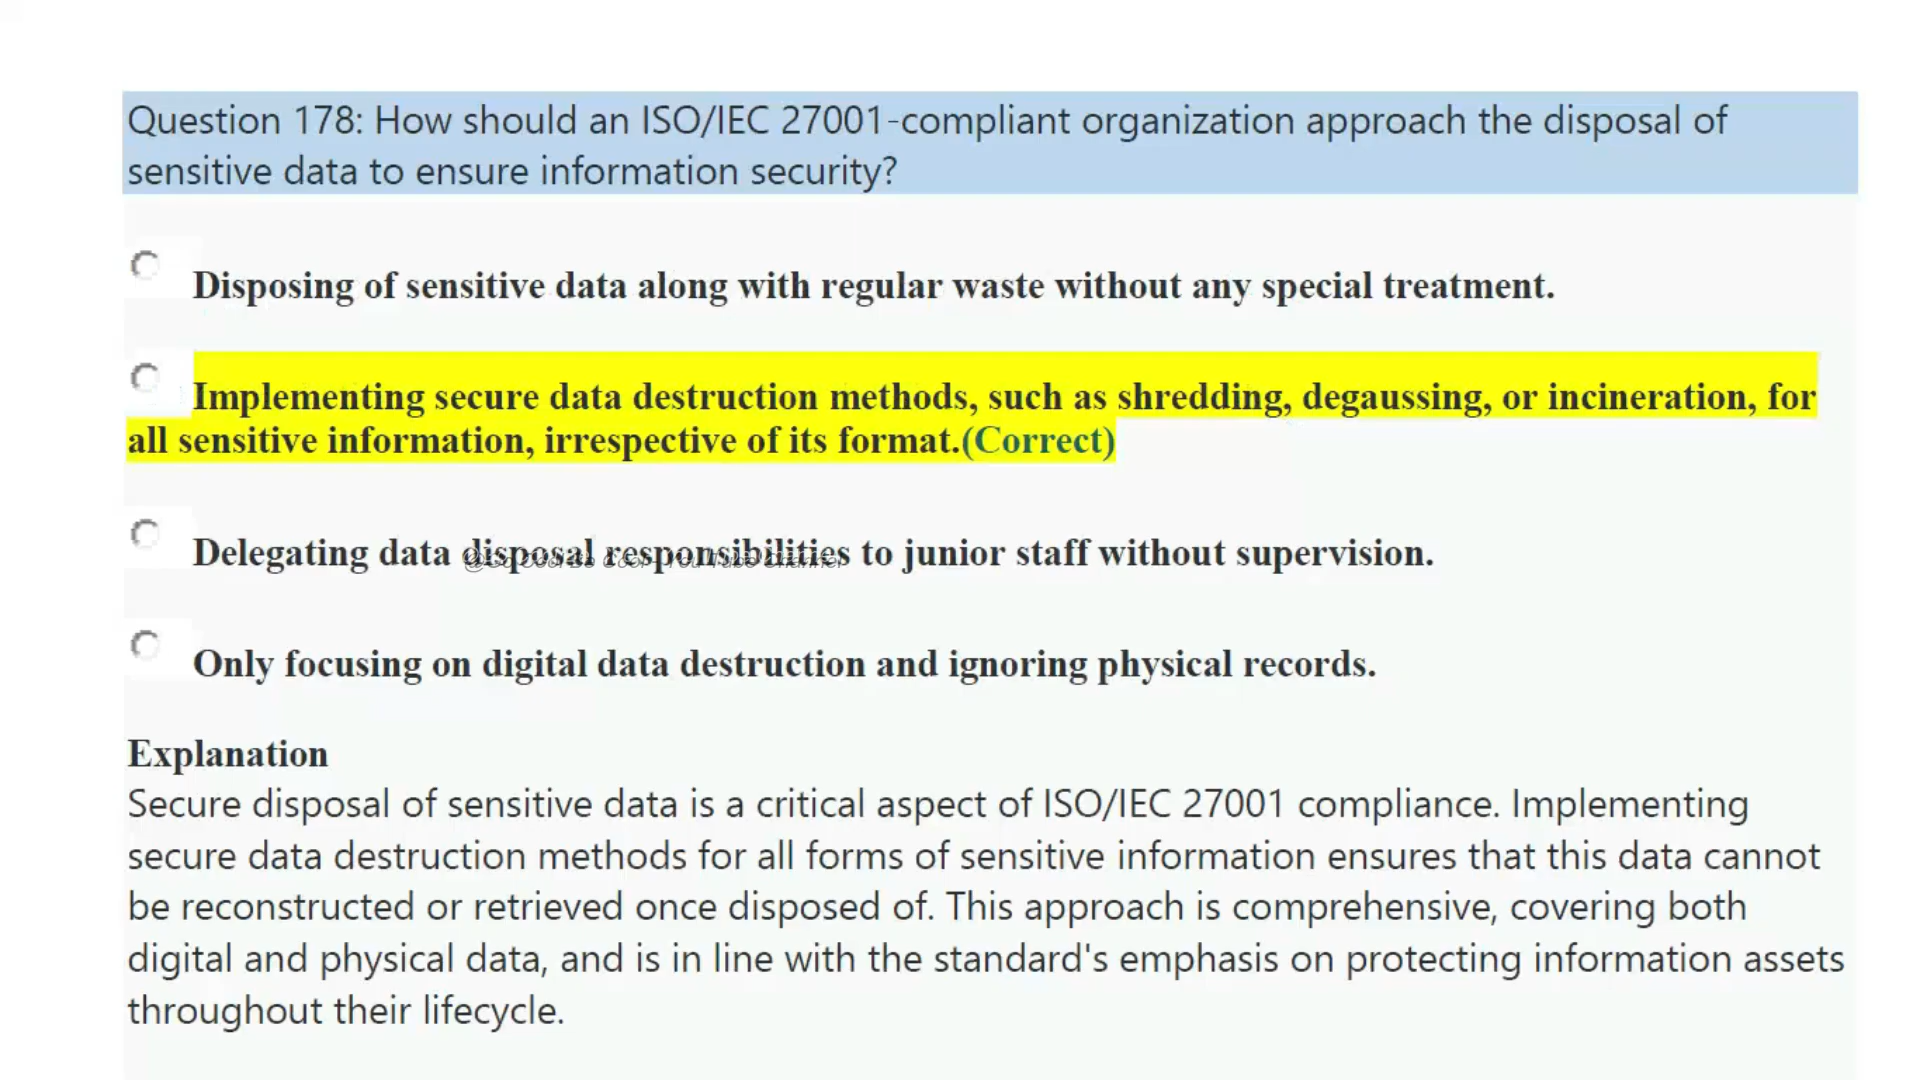 Question 178: How should an ISO/IEC 27001-compliant organization approach the disposal of
sensitive data to ensure information security?
Disposing of sensitive data along with regular waste without any special treatment.
Implementing secure data destruction methods, such as shredding, degaussing, or incineration, for
all sensitive information, irrespective of its format.(Correct)
Delegating data disposal responsibilities to junior staff without supervision.
Only focusing on digital data destruction and ignoring physical records.
Explanation
Secure disposal of sensitive data is a critical aspect of ISO/IEC 27001 compliance. Implementing
secure data destruction methods for all forms of sensitive information ensures that this data cannot
be reconstructed or retrieved once disposed of. This approach is comprehensive, covering both
digital and physical data, and is in line with the standard's emphasis on protecting information assets
throughout their lifecycle.